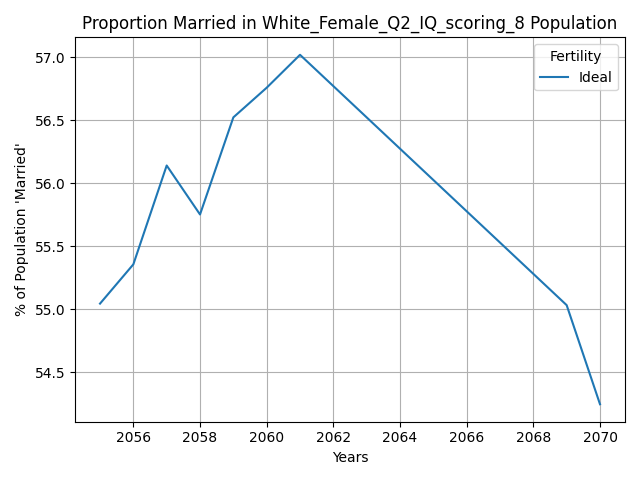 Proportion Married in White_Female_Q2_IQ_scoring_8 Population
Fertility
Ideal
% of Population 'Married'
57.0
56.5
56.0
55.5
55.0
54.5
2056 2058 2060 2062 2064 2066 2068 2070
Years